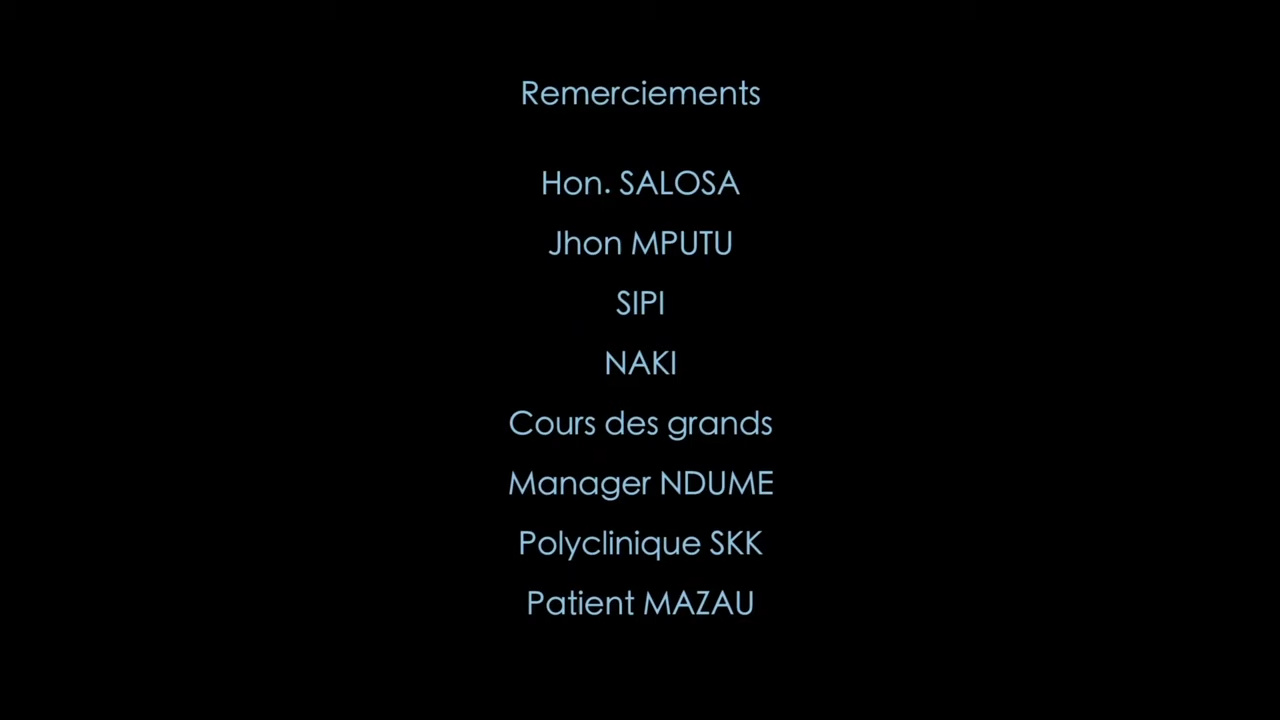 Remerciements
Hon. SALOSA
Jhon MPUTU
SIPI
NAKI
Cours des grands
Manager NDUME
Polyclinique SKK
Patient MAZAU